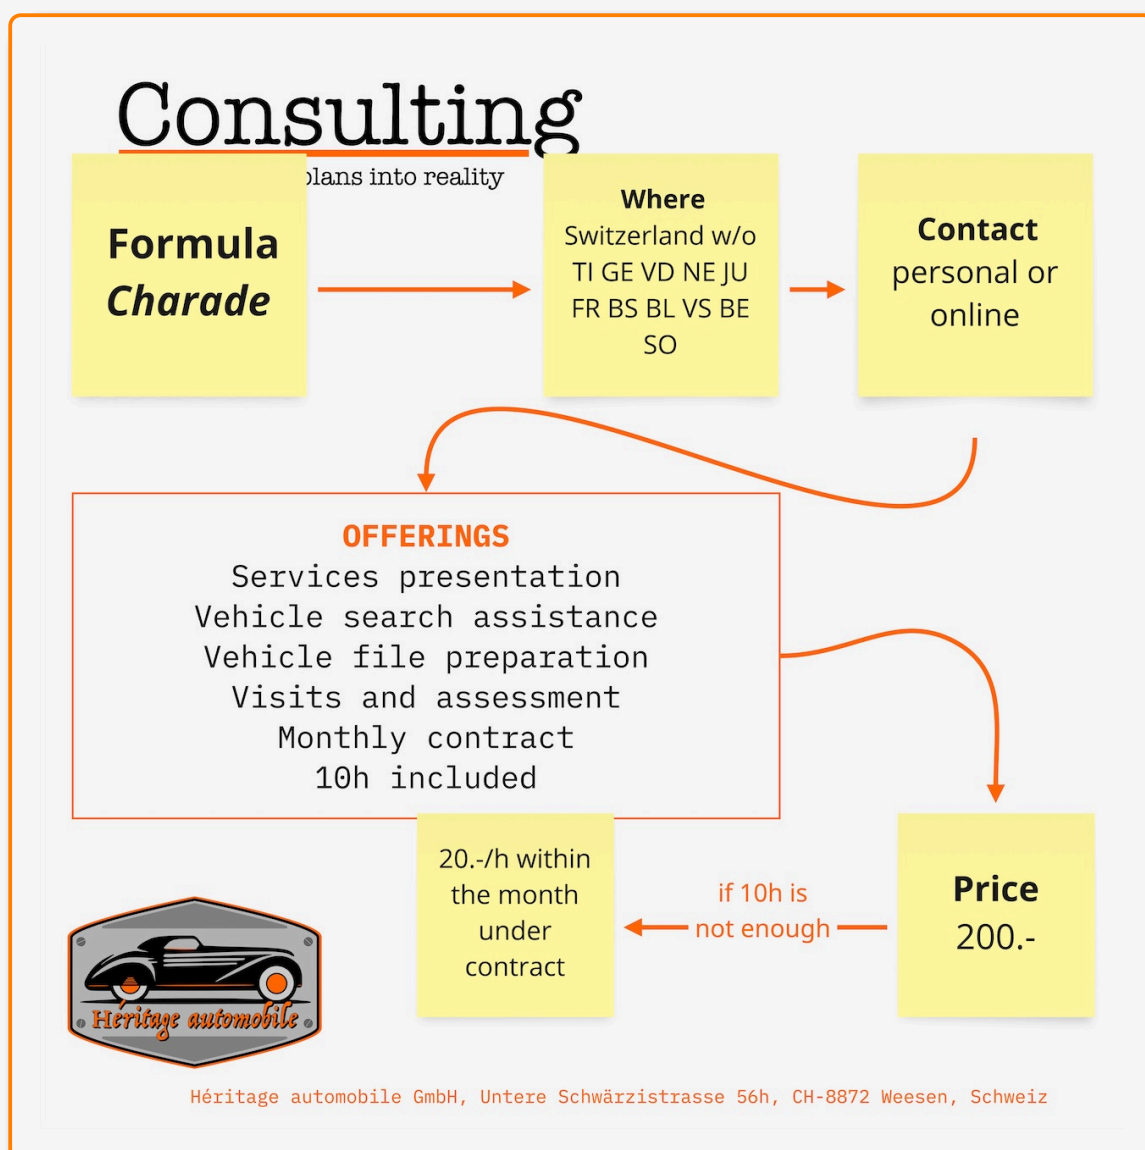 Consulting
plans into reality
Formula
Charade
Where
Switzerland w/o
TI GE VD NE JU
FR BS BL VS BE
SO
Contact
personal or
online
OFFERINGS
Services presentation
Vehicle search assistance
Vehicle file preparation
Visits and assessment
Monthly contract
10h included
20.-/h within
the month
under
contract
if 10h is
not enough
Price
200.-
Héritage automobile
Héritage automobile GmbH, Untere Schwärzistrasse 56h, CH-8872 Weesen, Schweiz